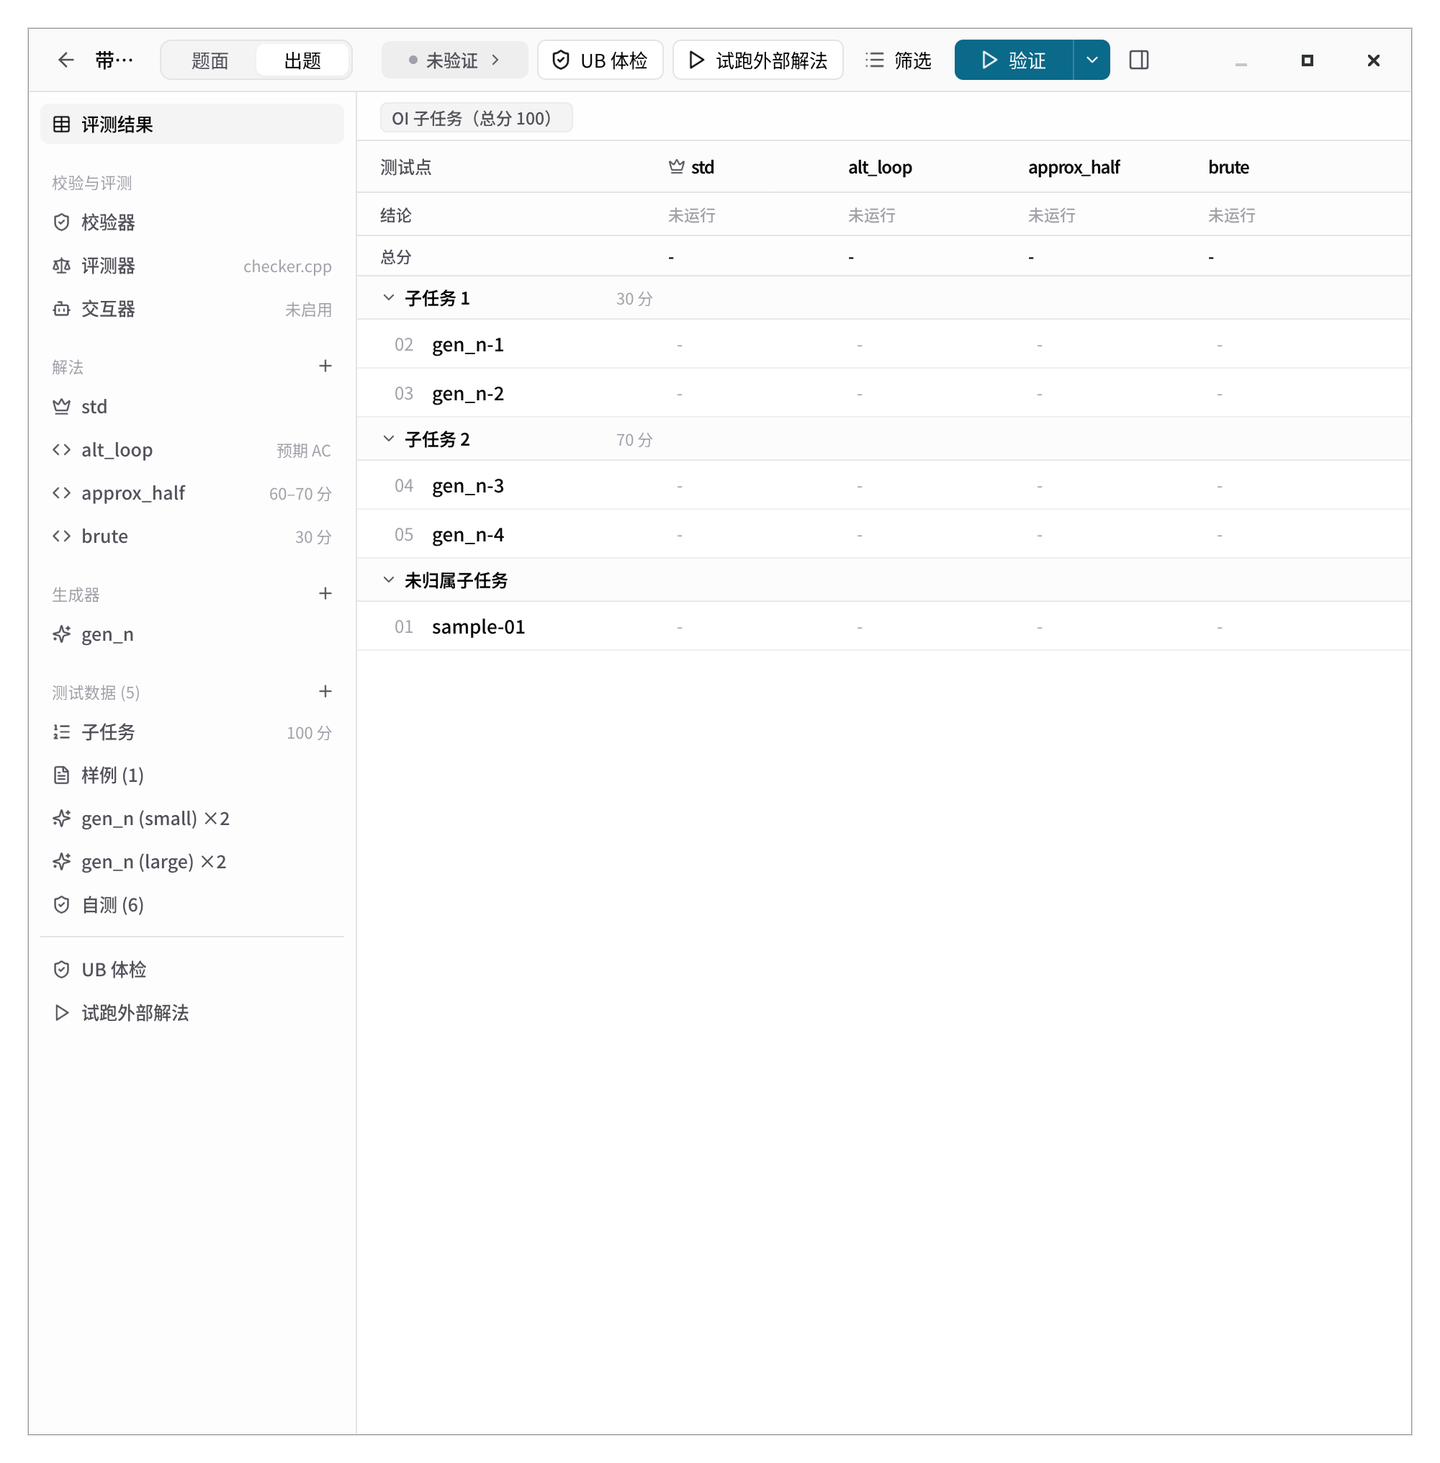 带…
题面
出题
未验证
UB 体检
试跑外部解法
筛选
验证
评测结果
校验与评测
校验器
评测器 checker.cpp
交互器 未启用
解法
std
alt_loop 预期 AC
approx_half 60–70 分
brute 30 分
生成器
gen_n
测试数据 (5)
子任务 100 分
样例 (1)
gen_n (small) ×2
gen_n (large) ×2
自测 (6)
UB 体检
试跑外部解法
OI 子任务（总分 100）
测试点 std alt_loop approx_half brute
结论 未运行 未运行 未运行 未运行
总分 - - - -
子任务 1 30 分
02 gen_n-1 - - - -
03 gen_n-2 - - - -
子任务 2 70 分
04 gen_n-3 - - - -
05 gen_n-4 - - - -
未归属子任务
01 sample-01 - - - -